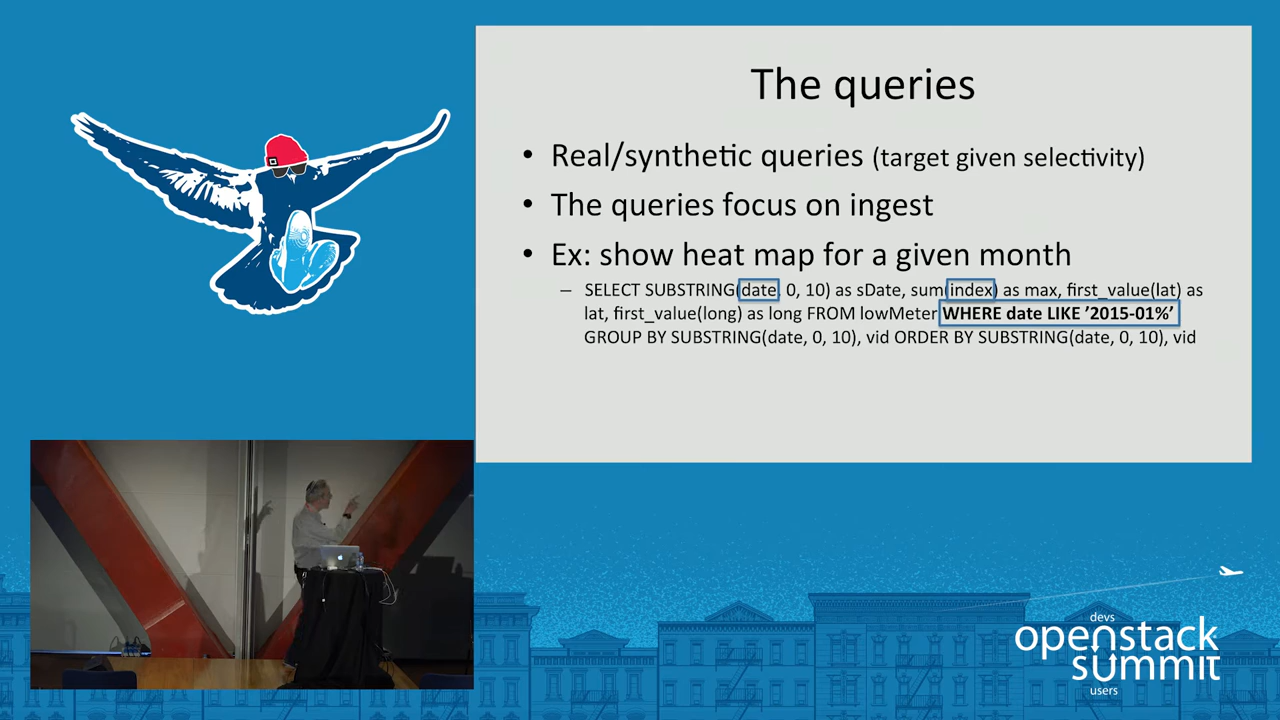 The queries
• Real/synthetic queries (target given selectivity)
• The queries focus on ingest
• Ex: show heat map for a given month
– SELECT SUBSTRING(date, 0, 10) as sDate, sum(index) as max, first_value(lat) as
lat, first_value(long) as long FROM lowMeter WHERE date LIKE ’2015-01%’
GROUP BY SUBSTRING(date, 0, 10), vid ORDER BY SUBSTRING(date, 0, 10), vid
devs
openstack
summit
users